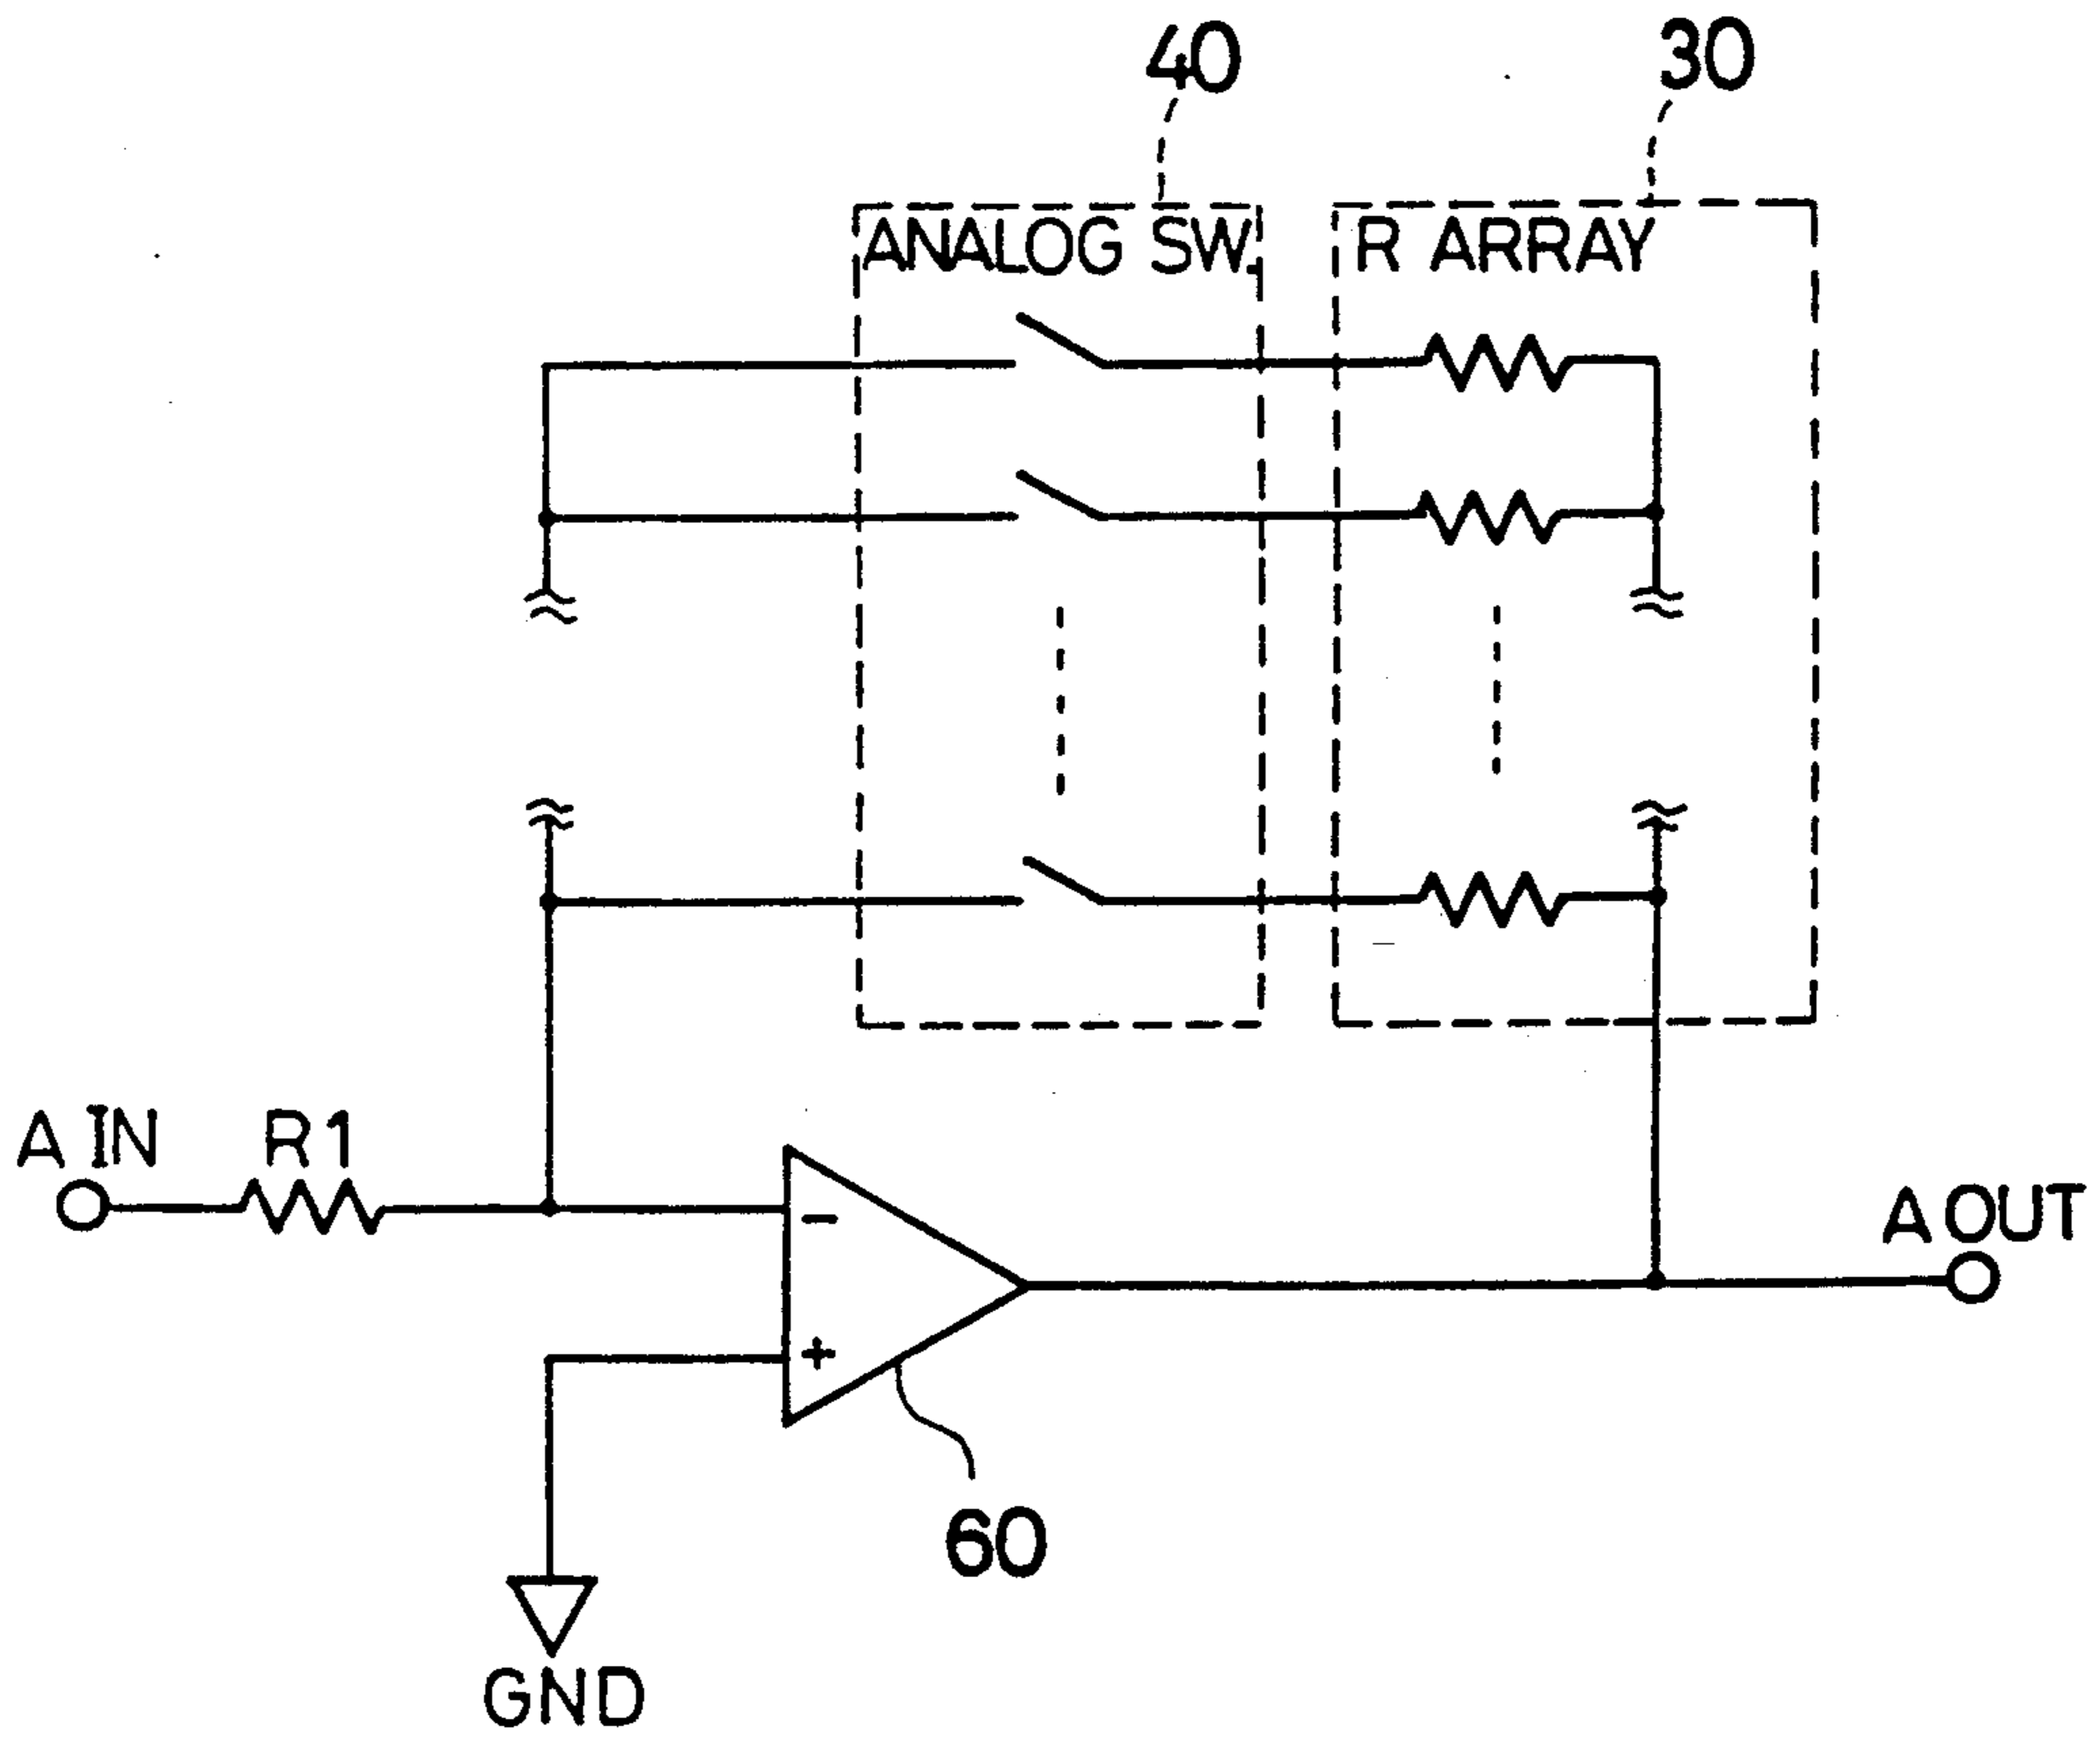 40
30
ANALOG SW.
R ARRAY
A IN
R1
-
+
A OUT
60
GND